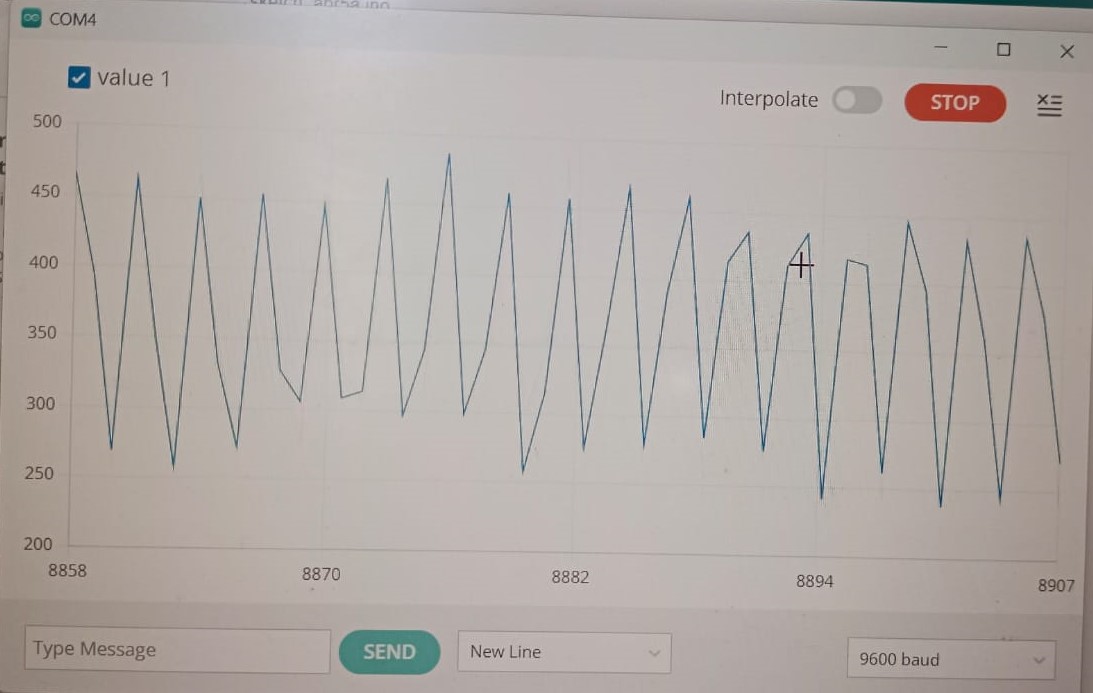 COM4
value 1
Interpolate
STOP
500
450
400
350
300
250
200
8858
8870
8882
8894
8907
Type Message
SEND
New Line
9600 baud